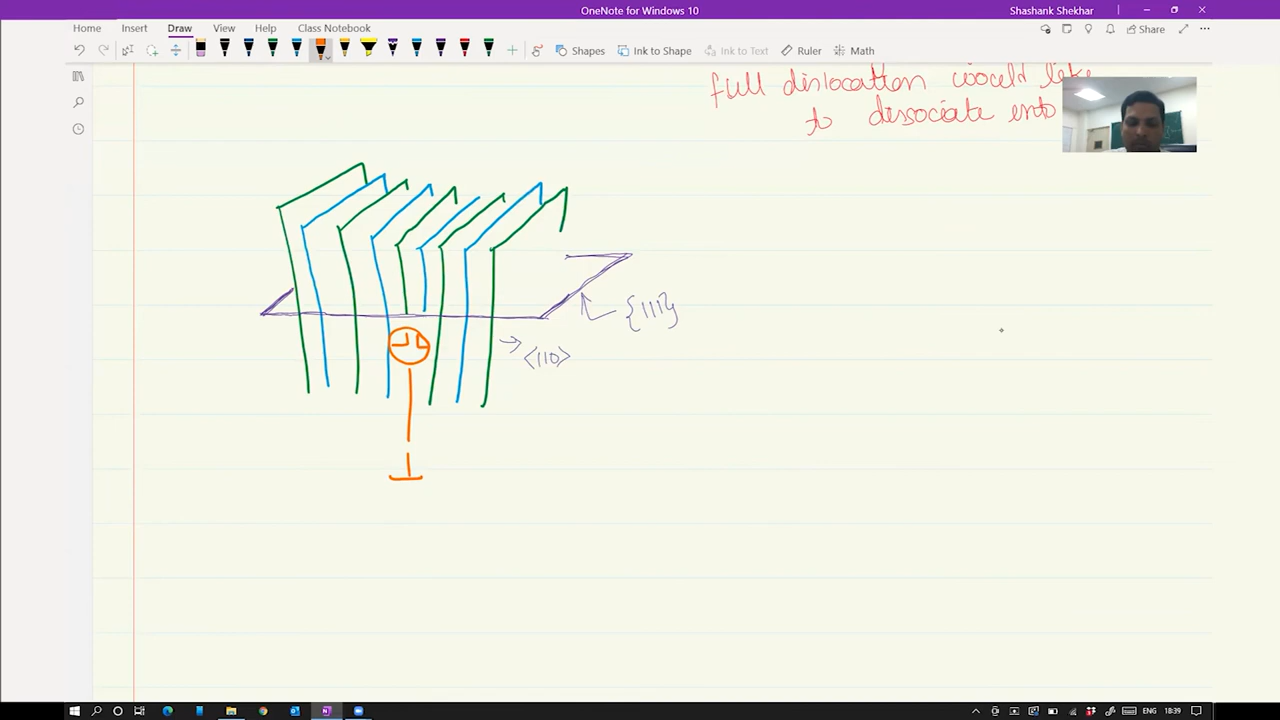 OneNote for Windows 10
Shashank Shekhar
Home Insert Draw View Help Class Notebook
Share
Shapes Ink to Shape Ink to Text Ruler Math
full dislocation would like
to dissociate into
{111}
<110>
ENG 18:39